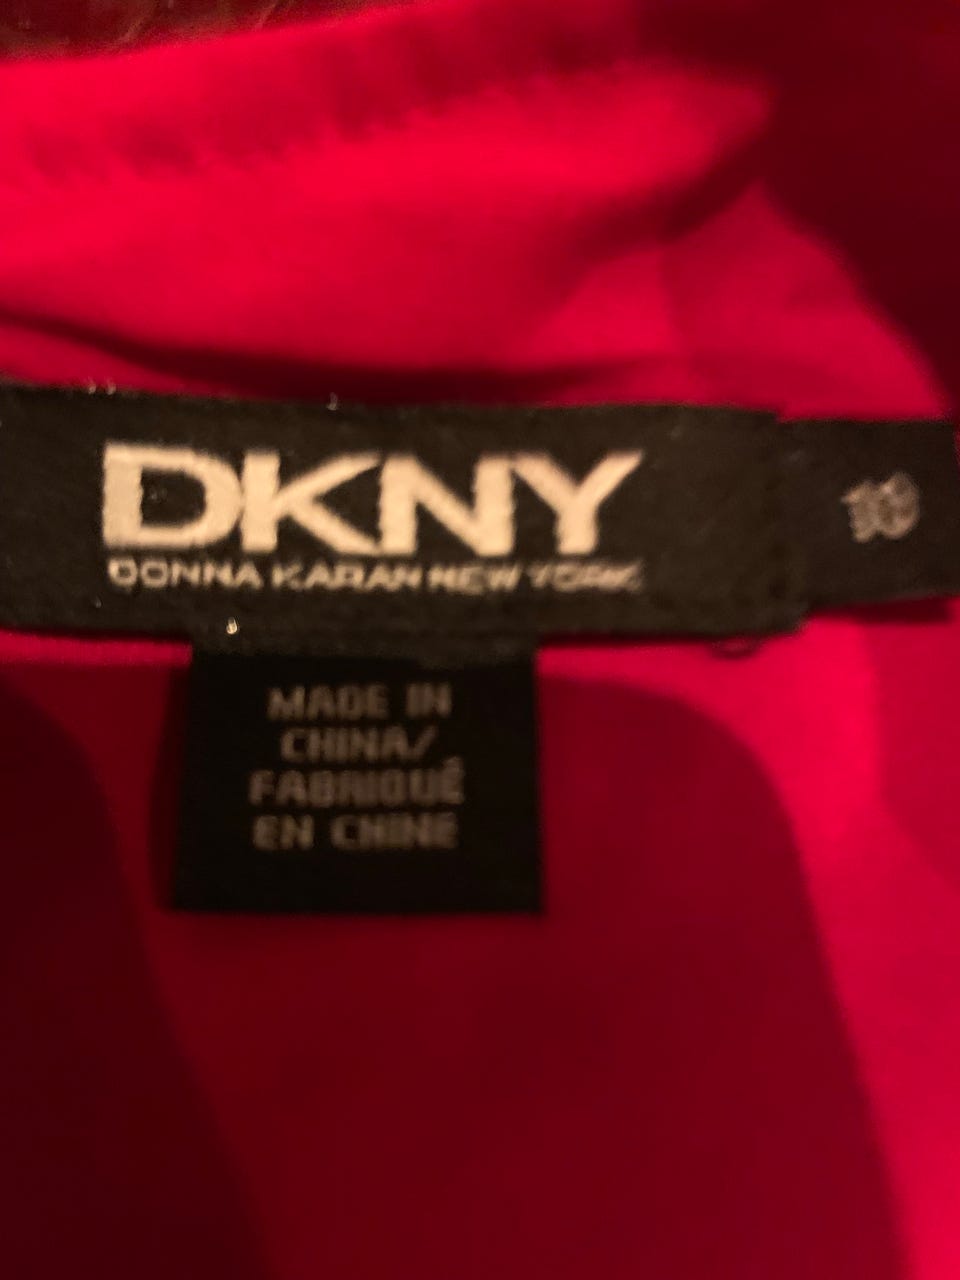 DKNY
DONNA KARAN NEW YORK
MADE IN
CHINA/
FABRIQUÉ
EN CHINE